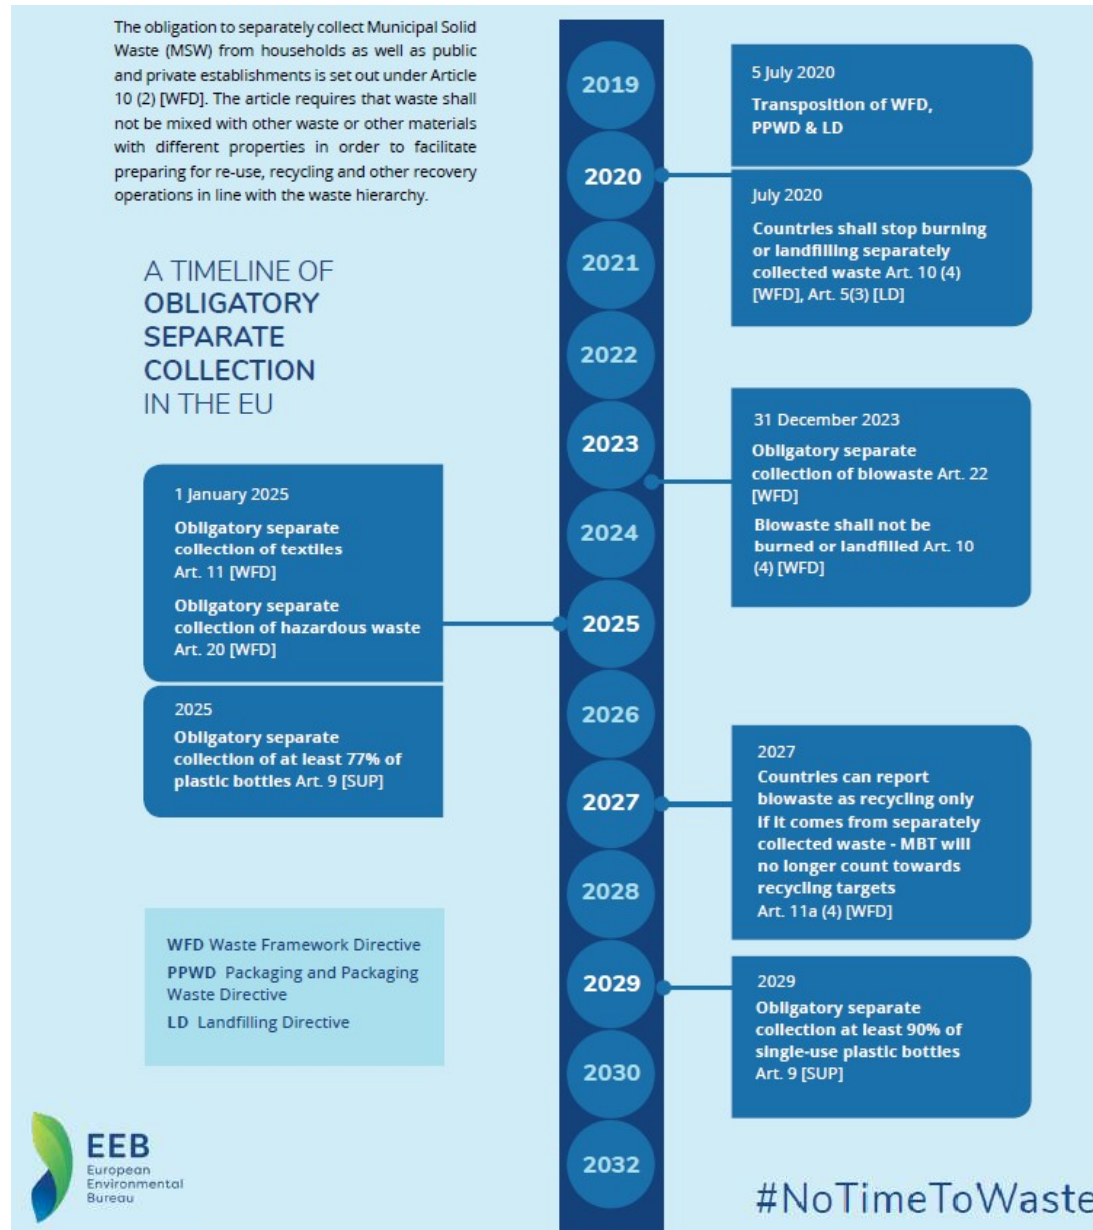 The obligation to separately collect Municipal Solid
Waste (MSW) from households as well as public
and private establishments is set out under Article
10 (2) [WFD]. The article requires that waste shall
not be mixed with other waste or other materials
with different properties in order to facilitate
preparing for re-use, recycling and other recovery
operations in line with the waste hierarchy.
A TIMELINE OF
OBLIGATORY
SEPARATE
COLLECTION
IN THE EU
2019
2020
5 July 2020
Transposition of WFD,
PPWD & LD
July 2020
Countries shall stop burning
or landfilling separately
collected waste Art. 10 (4)
[WFD], Art. 5(3) [LD]
2021
2022
2023
31 December 2023
Obligatory separate
collection of biowaste Art. 22
[WFD]
Biowaste shall not be
burned or landfilled Art. 10
(4) [WFD]
2024
2025
1 January 2025
Obligatory separate
collection of textiles
Art. 11 [WFD]
Obligatory separate
collection of hazardous waste
Art. 20 [WFD]
2025
Obligatory separate
collection of at least 77% of
plastic bottles Art. 9 [SUP]
2026
2027
2027
Countries can report
biowaste as recycling only
if it comes from separately
collected waste - MBT will
no longer count towards
recycling targets
Art. 11a (4) [WFD]
2028
2029
2029
Obligatory separate
collection at least 90% of
single-use plastic bottles
Art. 9 [SUP]
2030
2032
WFD Waste Framework Directive
PPWD Packaging and Packaging
Waste Directive
LD Landfilling Directive
EEB
European
Environmental
Bureau
#NoTimeToWaste